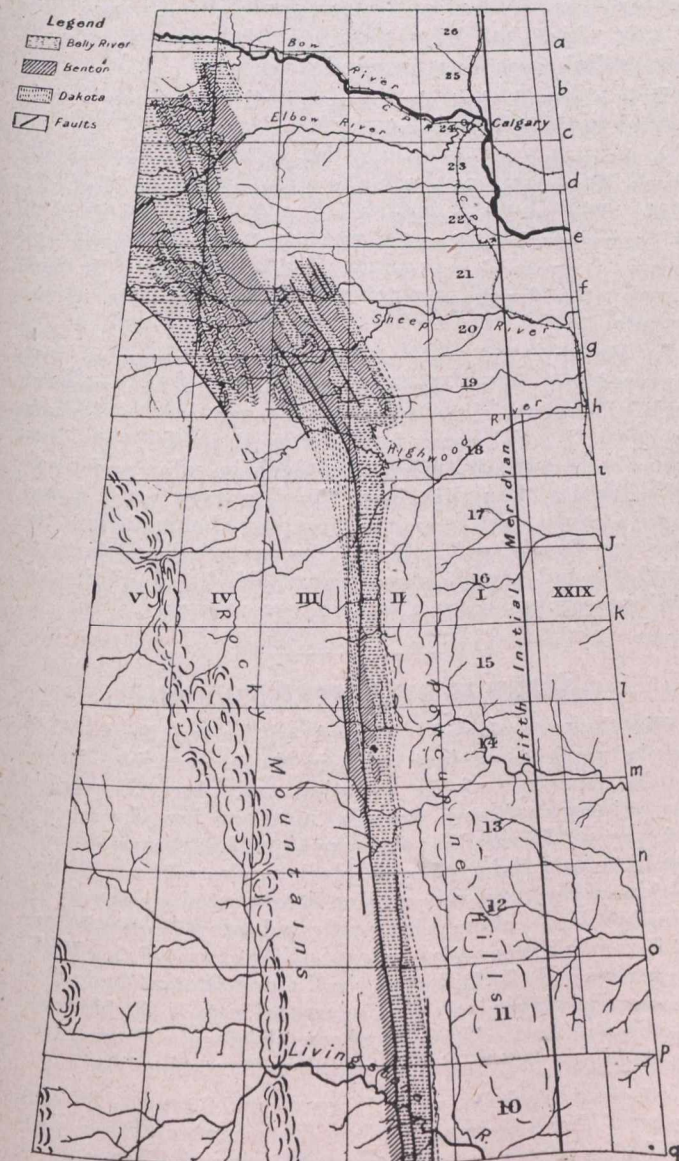 Legend
Belly River
Benton
Dakota
Faults
Bow River
C. P. R.
Elbow River
Calgary
C P R
Sheep River
Highwood River
Fifth Initial Meridian
Rocky Mountains
Porcupine Hills
Livingstone R.
26
25
24
23
22
21
20
19
18
17
16
15
14
13
12
11
10
V
IV
III
II
I
XXIX
a
b
c
d
e
f
g
h
i
J
k
l
m
n
o
p
q